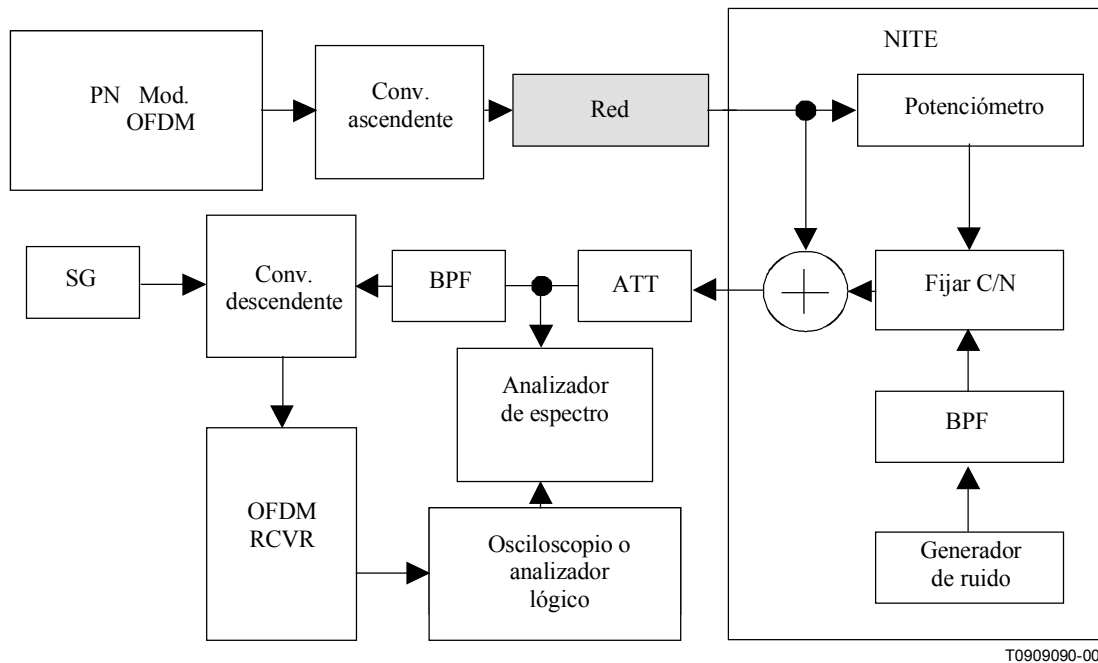 NITE
PN Mod.
OFDM
Conv.
ascendente
Red
Potenciómetro
SG
Conv.
descendente
BPF
ATT
Fijar C/N
Analizador
de espectro
BPF
OFDM
RCVR
Osciloscopio o
analizador
lógico
Generador
de ruido
T0909090-00